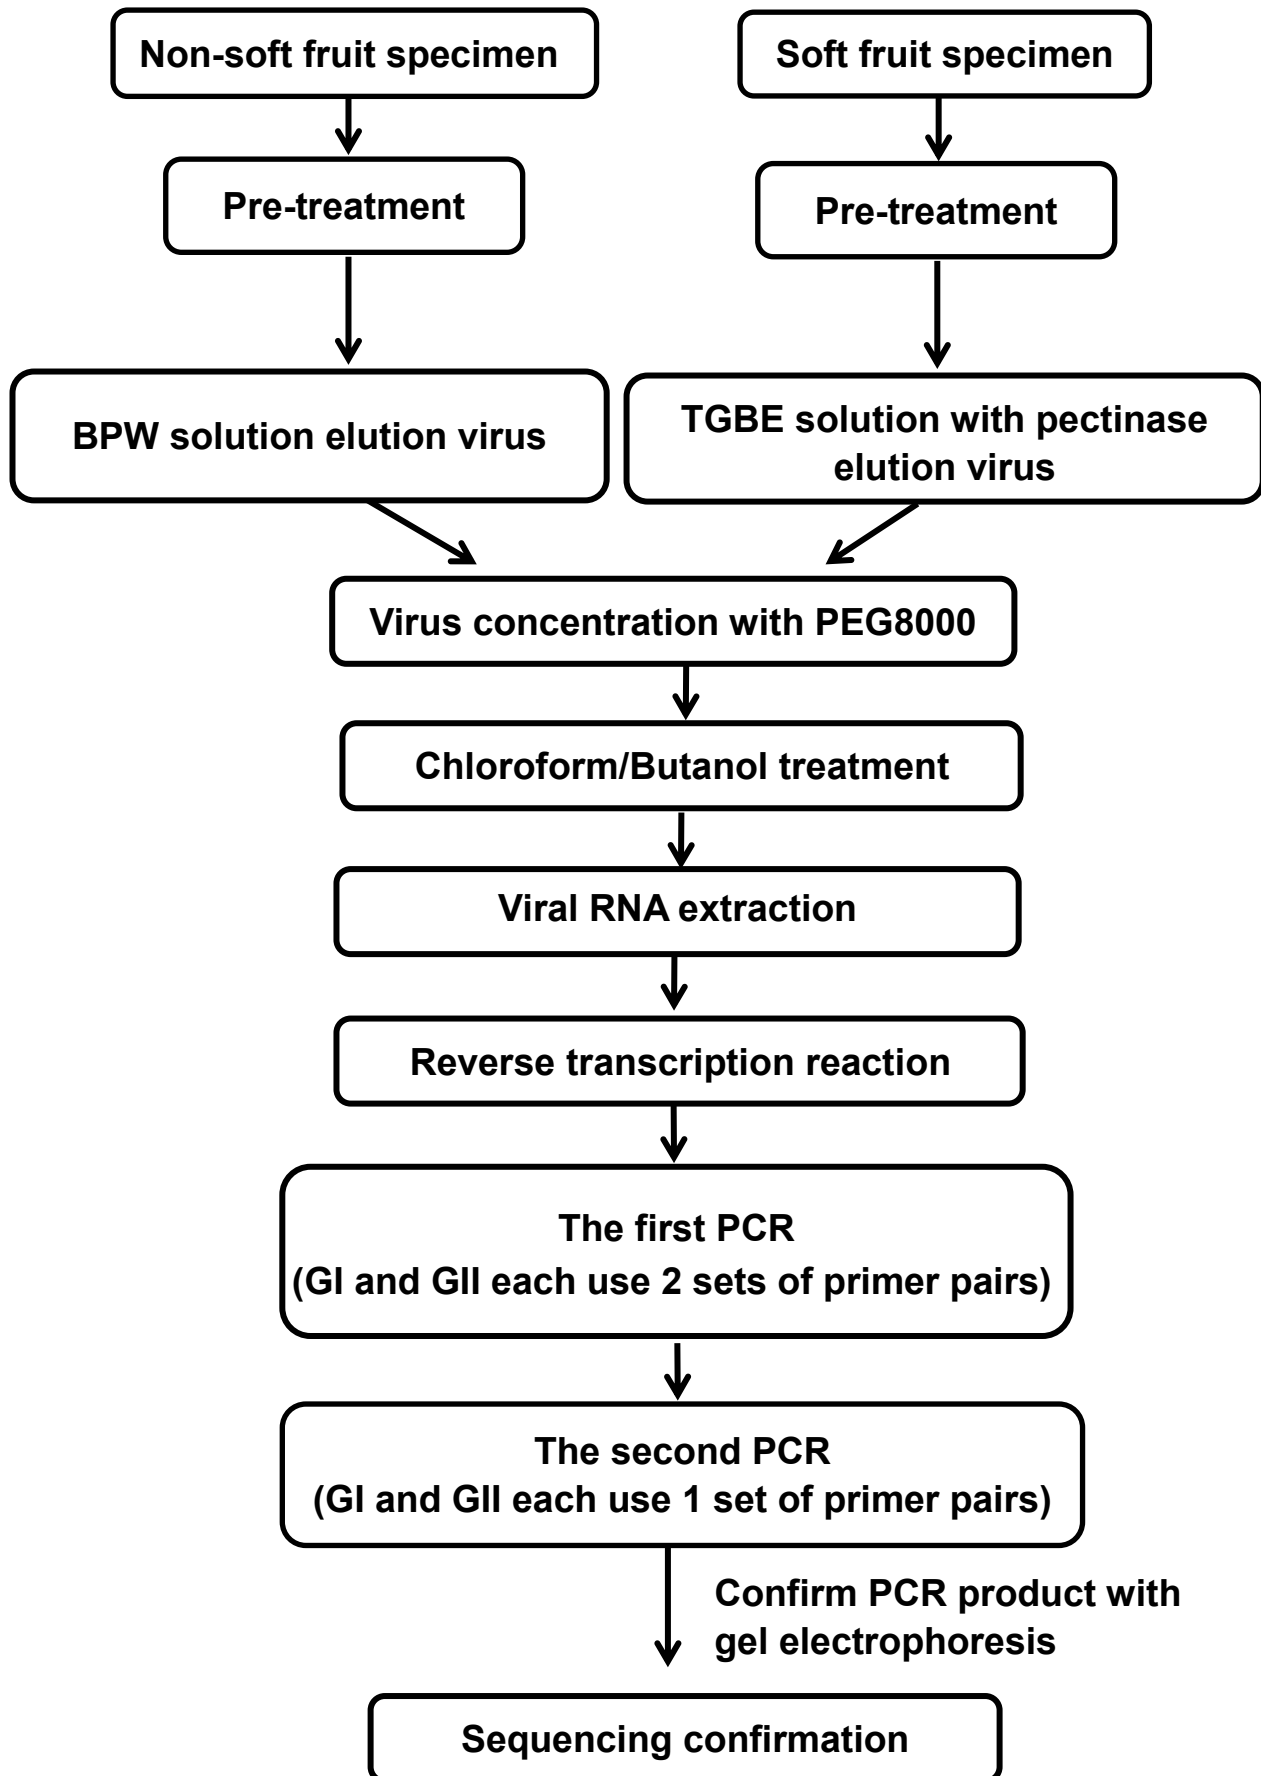 Non-soft fruit specimen
Soft fruit specimen
Pre-treatment
Pre-treatment
BPW solution elution virus
TGBE solution with pectinase
elution virus
Virus concentration with PEG8000
Chloroform/Butanol treatment
Viral RNA extraction
Reverse transcription reaction
The first PCR
(GI and GII each use 2 sets of primer pairs)
The second PCR
(GI and GII each use 1 set of primer pairs)
Confirm PCR product with
gel electrophoresis
Sequencing confirmation